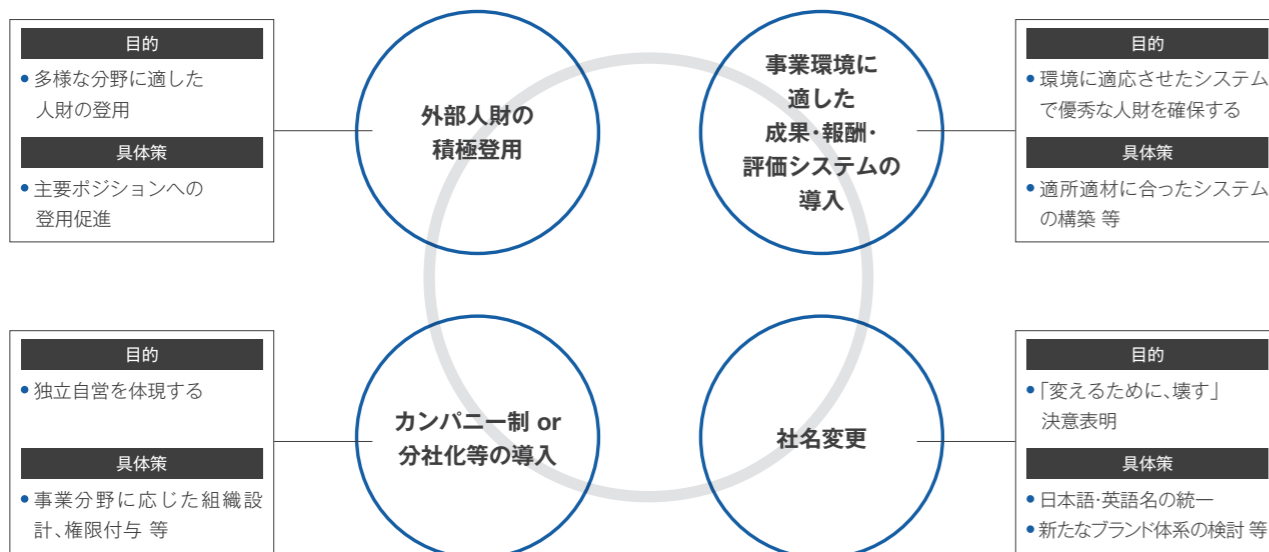 目的
• 多様な分野に適した
人財の登用
具体策
• 主要ポジションへの
登用促進
外部人財の
積極登用
事業環境に
適した
成果・報酬・
評価システムの
導入
目的
• 環境に適応させたシステム
で優秀な人財を確保する
具体策
• 適所適材に合ったシステム
の構築 等
目的
• 独立自営を体現する
具体策
• 事業分野に応じた組織設
計、権限付与 等
カンパニー制 or
分社化等の導入
社名変更
目的
• 「変えるために、壊す」
決意表明
具体策
• 日本語・英語名の統一
• 新たなブランド体系の検討 等